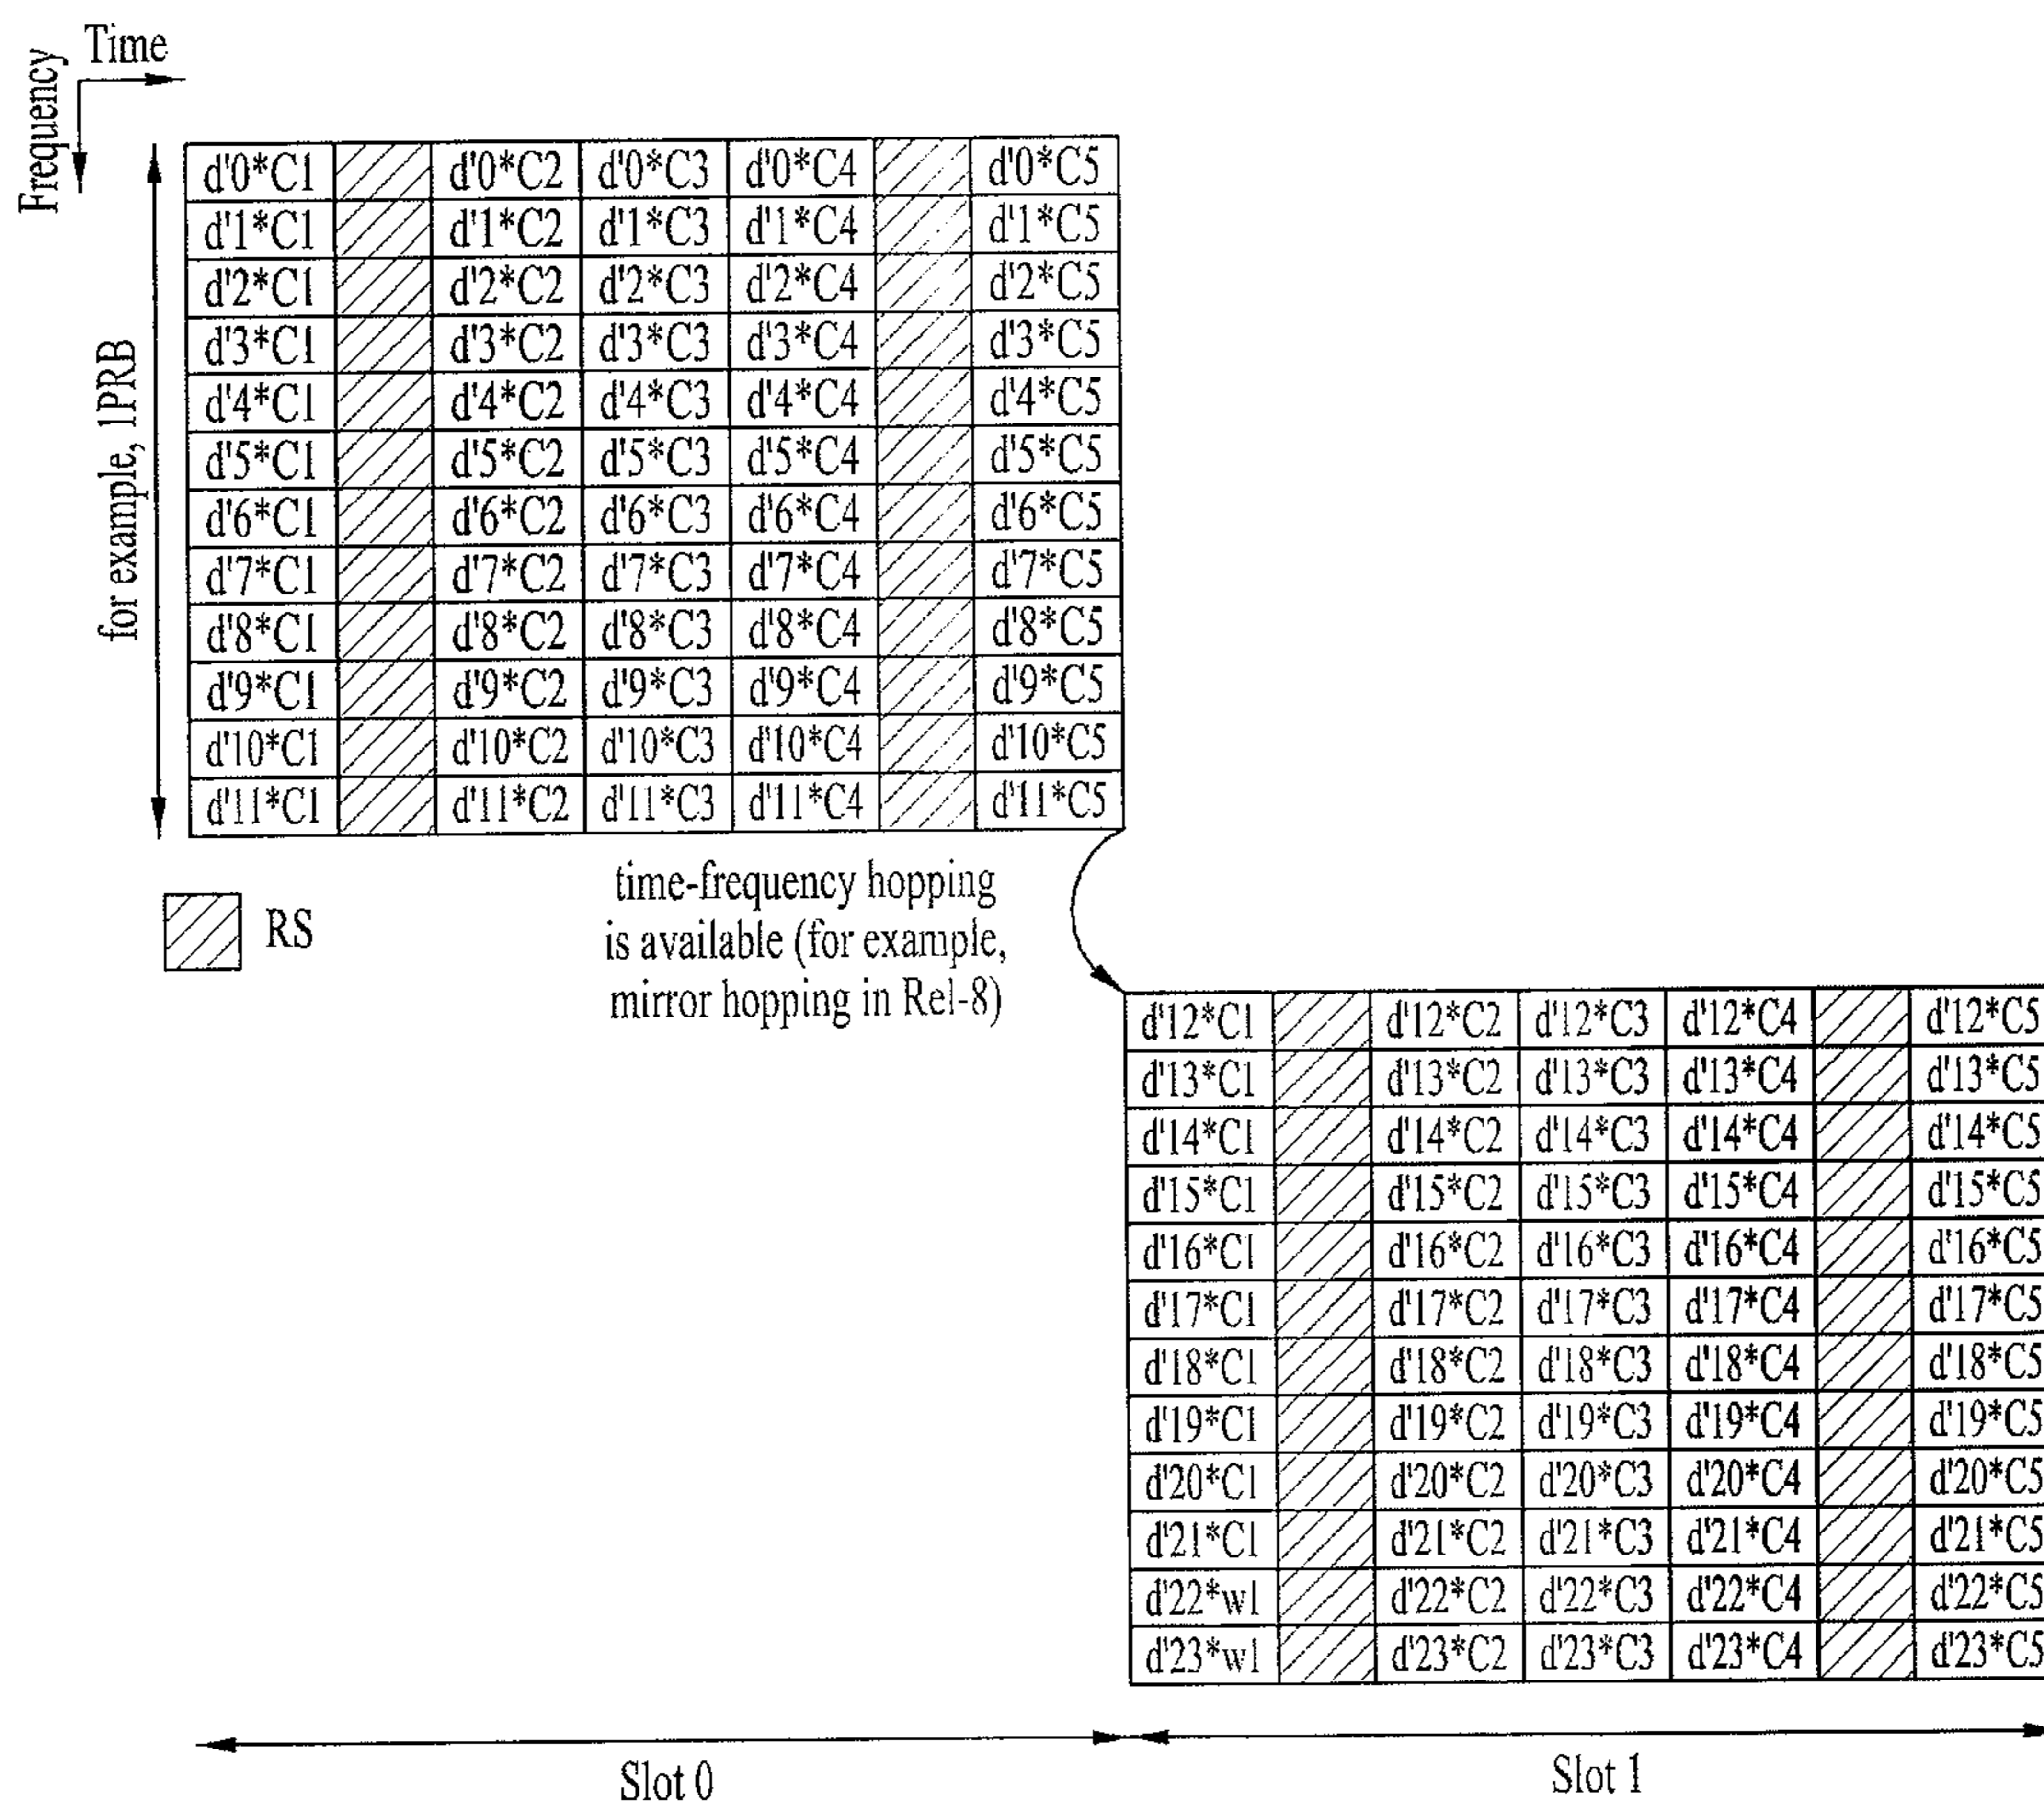 Time
Frequency
for example, 1PRB
d'0*C1 d'0*C2 d'0*C3 d'0*C4 d'0*C5
d'1*C1 d'1*C2 d'1*C3 d'1*C4 d'1*C5
d'2*C1 d'2*C2 d'2*C3 d'2*C4 d'2*C5
d'3*C1 d'3*C2 d'3*C3 d'3*C4 d'3*C5
d'4*C1 d'4*C2 d'4*C3 d'4*C4 d'4*C5
d'5*C1 d'5*C2 d'5*C3 d'5*C4 d'5*C5
d'6*C1 d'6*C2 d'6*C3 d'6*C4 d'6*C5
d'7*C1 d'7*C2 d'7*C3 d'7*C4 d'7*C5
d'8*C1 d'8*C2 d'8*C3 d'8*C4 d'8*C5
d'9*C1 d'9*C2 d'9*C3 d'9*C4 d'9*C5
d'10*C1 d'10*C2 d'10*C3 d'10*C4 d'10*C5
d'11*C1 d'11*C2 d'11*C3 d'11*C4 d'11*C5
RS
time-frequency hopping
is available (for example,
mirror hopping in Rel-8)
d'12*C1 d'12*C2 d'12*C3 d'12*C4 d'12*C5
d'13*C1 d'13*C2 d'13*C3 d'13*C4 d'13*C5
d'14*C1 d'14*C2 d'14*C3 d'14*C4 d'14*C5
d'15*C1 d'15*C2 d'15*C3 d'15*C4 d'15*C5
d'16*C1 d'16*C2 d'16*C3 d'16*C4 d'16*C5
d'17*C1 d'17*C2 d'17*C3 d'17*C4 d'17*C5
d'18*C1 d'18*C2 d'18*C3 d'18*C4 d'18*C5
d'19*C1 d'19*C2 d'19*C3 d'19*C4 d'19*C5
d'20*C1 d'20*C2 d'20*C3 d'20*C4 d'20*C5
d'21*C1 d'21*C2 d'21*C3 d'21*C4 d'21*C5
d'22*w1 d'22*C2 d'22*C3 d'22*C4 d'22*C5
d'23*w1 d'23*C2 d'23*C3 d'23*C4 d'23*C5
Slot 0 Slot 1